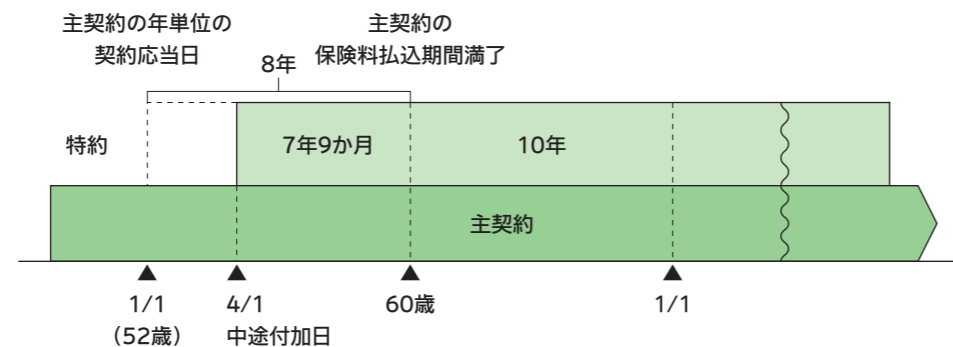 主契約の年単位の
契約応当日
主契約の
保険料払込期間満了
8年
特約
7年9か月
10年
主契約
▲
▲
▲
▲
1/1
（52歳）
4/1
中途付加日
60歳
1/1